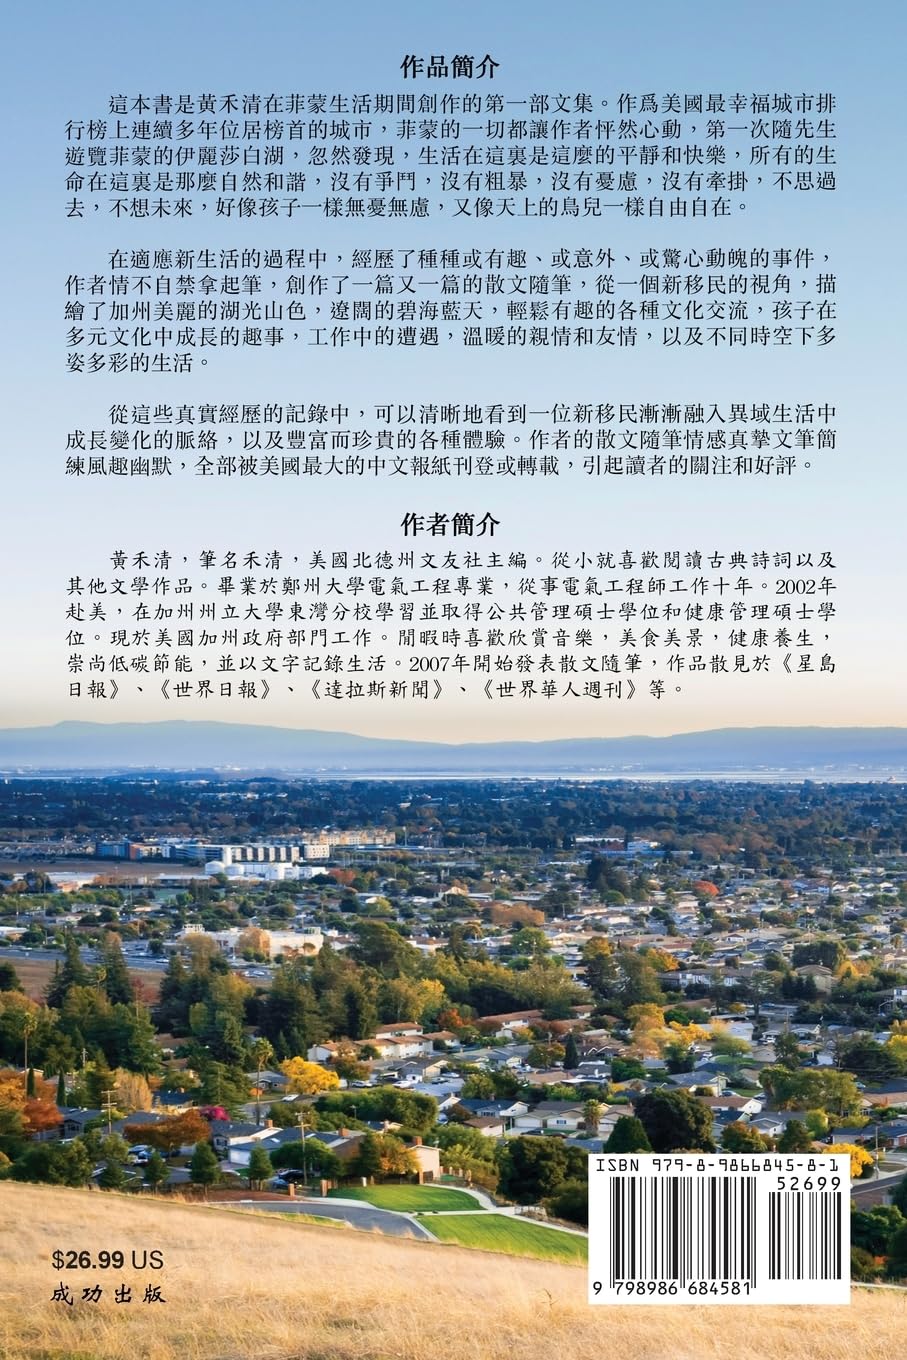 作品簡介
這本書是黃禾清在菲蒙生活期間創作的第一部文集。作爲美國最幸福城市排
行榜上連續多年位居榜首的城市，菲蒙的一切都讓作者怦然心動，第一次隨先生
遊覽菲蒙的伊麗莎白湖，忽然發現，生活在這裏是這麼的平靜和快樂，所有的生
命在這裏是那麼自然和諧，沒有爭鬥，沒有粗暴，沒有憂慮，沒有牽掛，不思過
去，不想未來，好像孩子一樣無憂無慮，又像天上的鳥兒一樣自由自在。
在適應新生活的過程中，經歷了種種或有趣、或意外、或驚心動魄的事件，
作者情不自禁拿起筆，創作了一篇又一篇的散文隨筆，從一個新移民的視角，描
繪了加州美麗的湖光山色，遼闊的碧海藍天，輕鬆有趣的各種文化交流，孩子在
多元文化中成長的趣事，工作中的遭遇，溫暖的親情和友情，以及不同時空下多
姿多彩的生活。
從這些真實經歷的記錄中，可以清晰地看到一位新移民漸漸融入異域生活中
成長變化的脈絡，以及豐富而珍貴的各種體驗。作者的散文隨筆情感真摯文筆簡
練風趣幽默，全部被美國最大的中文報紙刊登或轉載，引起讀者的關注和好評。
作者簡介
黃禾清，筆名禾清，美國北德州文友社主編。從小就喜歡閱讀古典詩詞以及
其他文學作品。畢業於鄭州大學電氣工程專業，從事電氣工程師工作十年。2002年
赴美，在加州州立大學東灣分校學習並取得公共管理碩士學位和健康管理碩士學
位。現於美國加州政府部門工作。閒暇時喜歡欣賞音樂，美食美景，健康養生，
崇尚低碳節能，並以文字記錄生活。2007年開始發表散文隨筆，作品散見於《星島
日報》、《世界日報》、《達拉斯新聞》、《世界華人週刊》等。
ISBN 979-8-9866845-8-1
52699
9 798986 684581
$26.99 US
成功出版